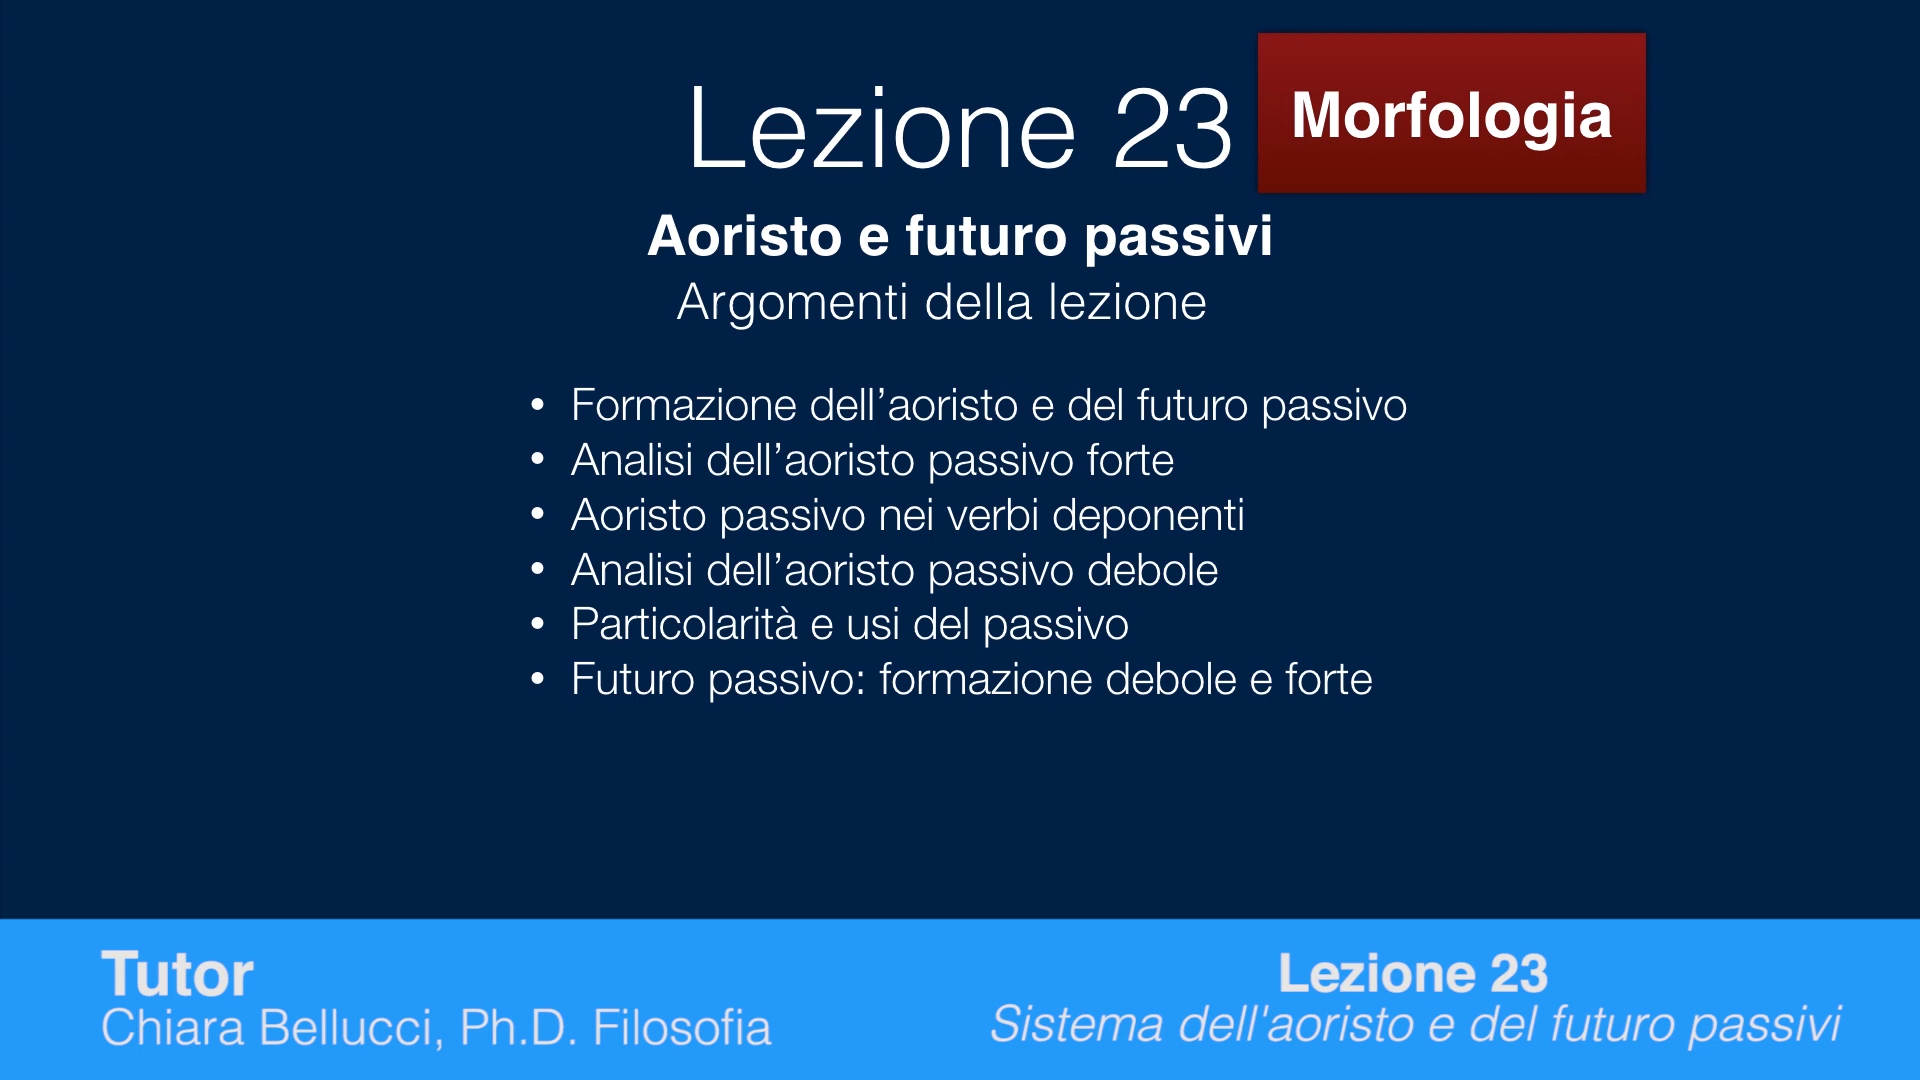 Lezione 23
Morfologia
Aoristo e futuro passivi
Argomenti della lezione
• Formazione dell’aoristo e del futuro passivo
• Analisi dell’aoristo passivo forte
• Aoristo passivo nei verbi deponenti
• Analisi dell’aoristo passivo debole
• Particolarità e usi del passivo
• Futuro passivo: formazione debole e forte
Tutor
Chiara Bellucci, Ph.D. Filosofia
Lezione 23
Sistema dell'aoristo e del futuro passivi